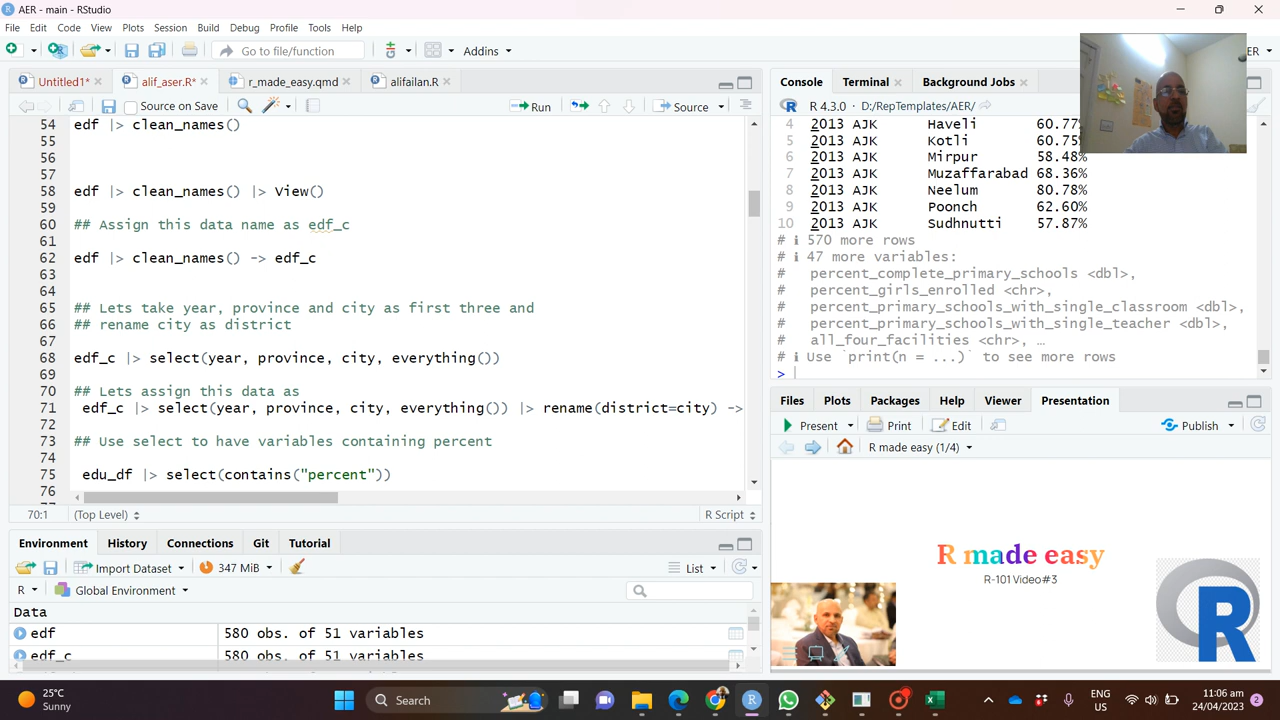 AER - main - RStudio
File Edit Code View Plots Session Build Debug Profile Tools Help
Go to file/function Addins
ER
Untitled1* alif_aser.R* r_made_easy.qmd alifailan.R
Source on Save Run Source
54 edf |> clean_names()
55
56
57
58 edf |> clean_names() |> View()
59
60 ## Assign this data name as edf_c
61
62 edf |> clean_names() -> edf_c
63
64
65 ## Lets take year, province and city as first three and
66 ## rename city as district
67
68 edf_c |> select(year, province, city, everything())
69
70 ## Lets assign this data as
71 edf_c |> select(year, province, city, everything()) |> rename(district=city) ->
72
73 ## Use select to have variables containing percent
74
75 edu_df |> select(contains("percent"))
76
70:1 (Top Level) R Script
Environment History Connections Git Tutorial
Import Dataset 347 MiB List
R Global Environment
Data
edf 580 obs. of 51 variables
edf_c 580 obs. of 51 variables
Console Terminal Background Jobs
R 4.3.0 · D:/RepTemplates/AER/
4 2013 AJK Haveli 60.77%
5 2013 AJK Kotli 60.75%
6 2013 AJK Mirpur 58.48%
7 2013 AJK Muzaffarabad 68.36%
8 2013 AJK Neelum 80.78%
9 2013 AJK Poonch 62.60%
10 2013 AJK Sudhnutti 57.87%
# ℹ 570 more rows
# ℹ 47 more variables:
# percent_complete_primary_schools <dbl>,
# percent_girls_enrolled <chr>,
# percent_primary_schools_with_single_classroom <dbl>,
# percent_primary_schools_with_single_teacher <dbl>,
# all_four_facilities <chr>, …
# ℹ Use `print(n = ...)` to see more rows
>
Files Plots Packages Help Viewer Presentation
Present Print Edit Publish
R made easy (1/4)
R made easy
R-101 Video#3
R
25°C
Sunny
Search
ENG
US
11:06 am
24/04/2023
2